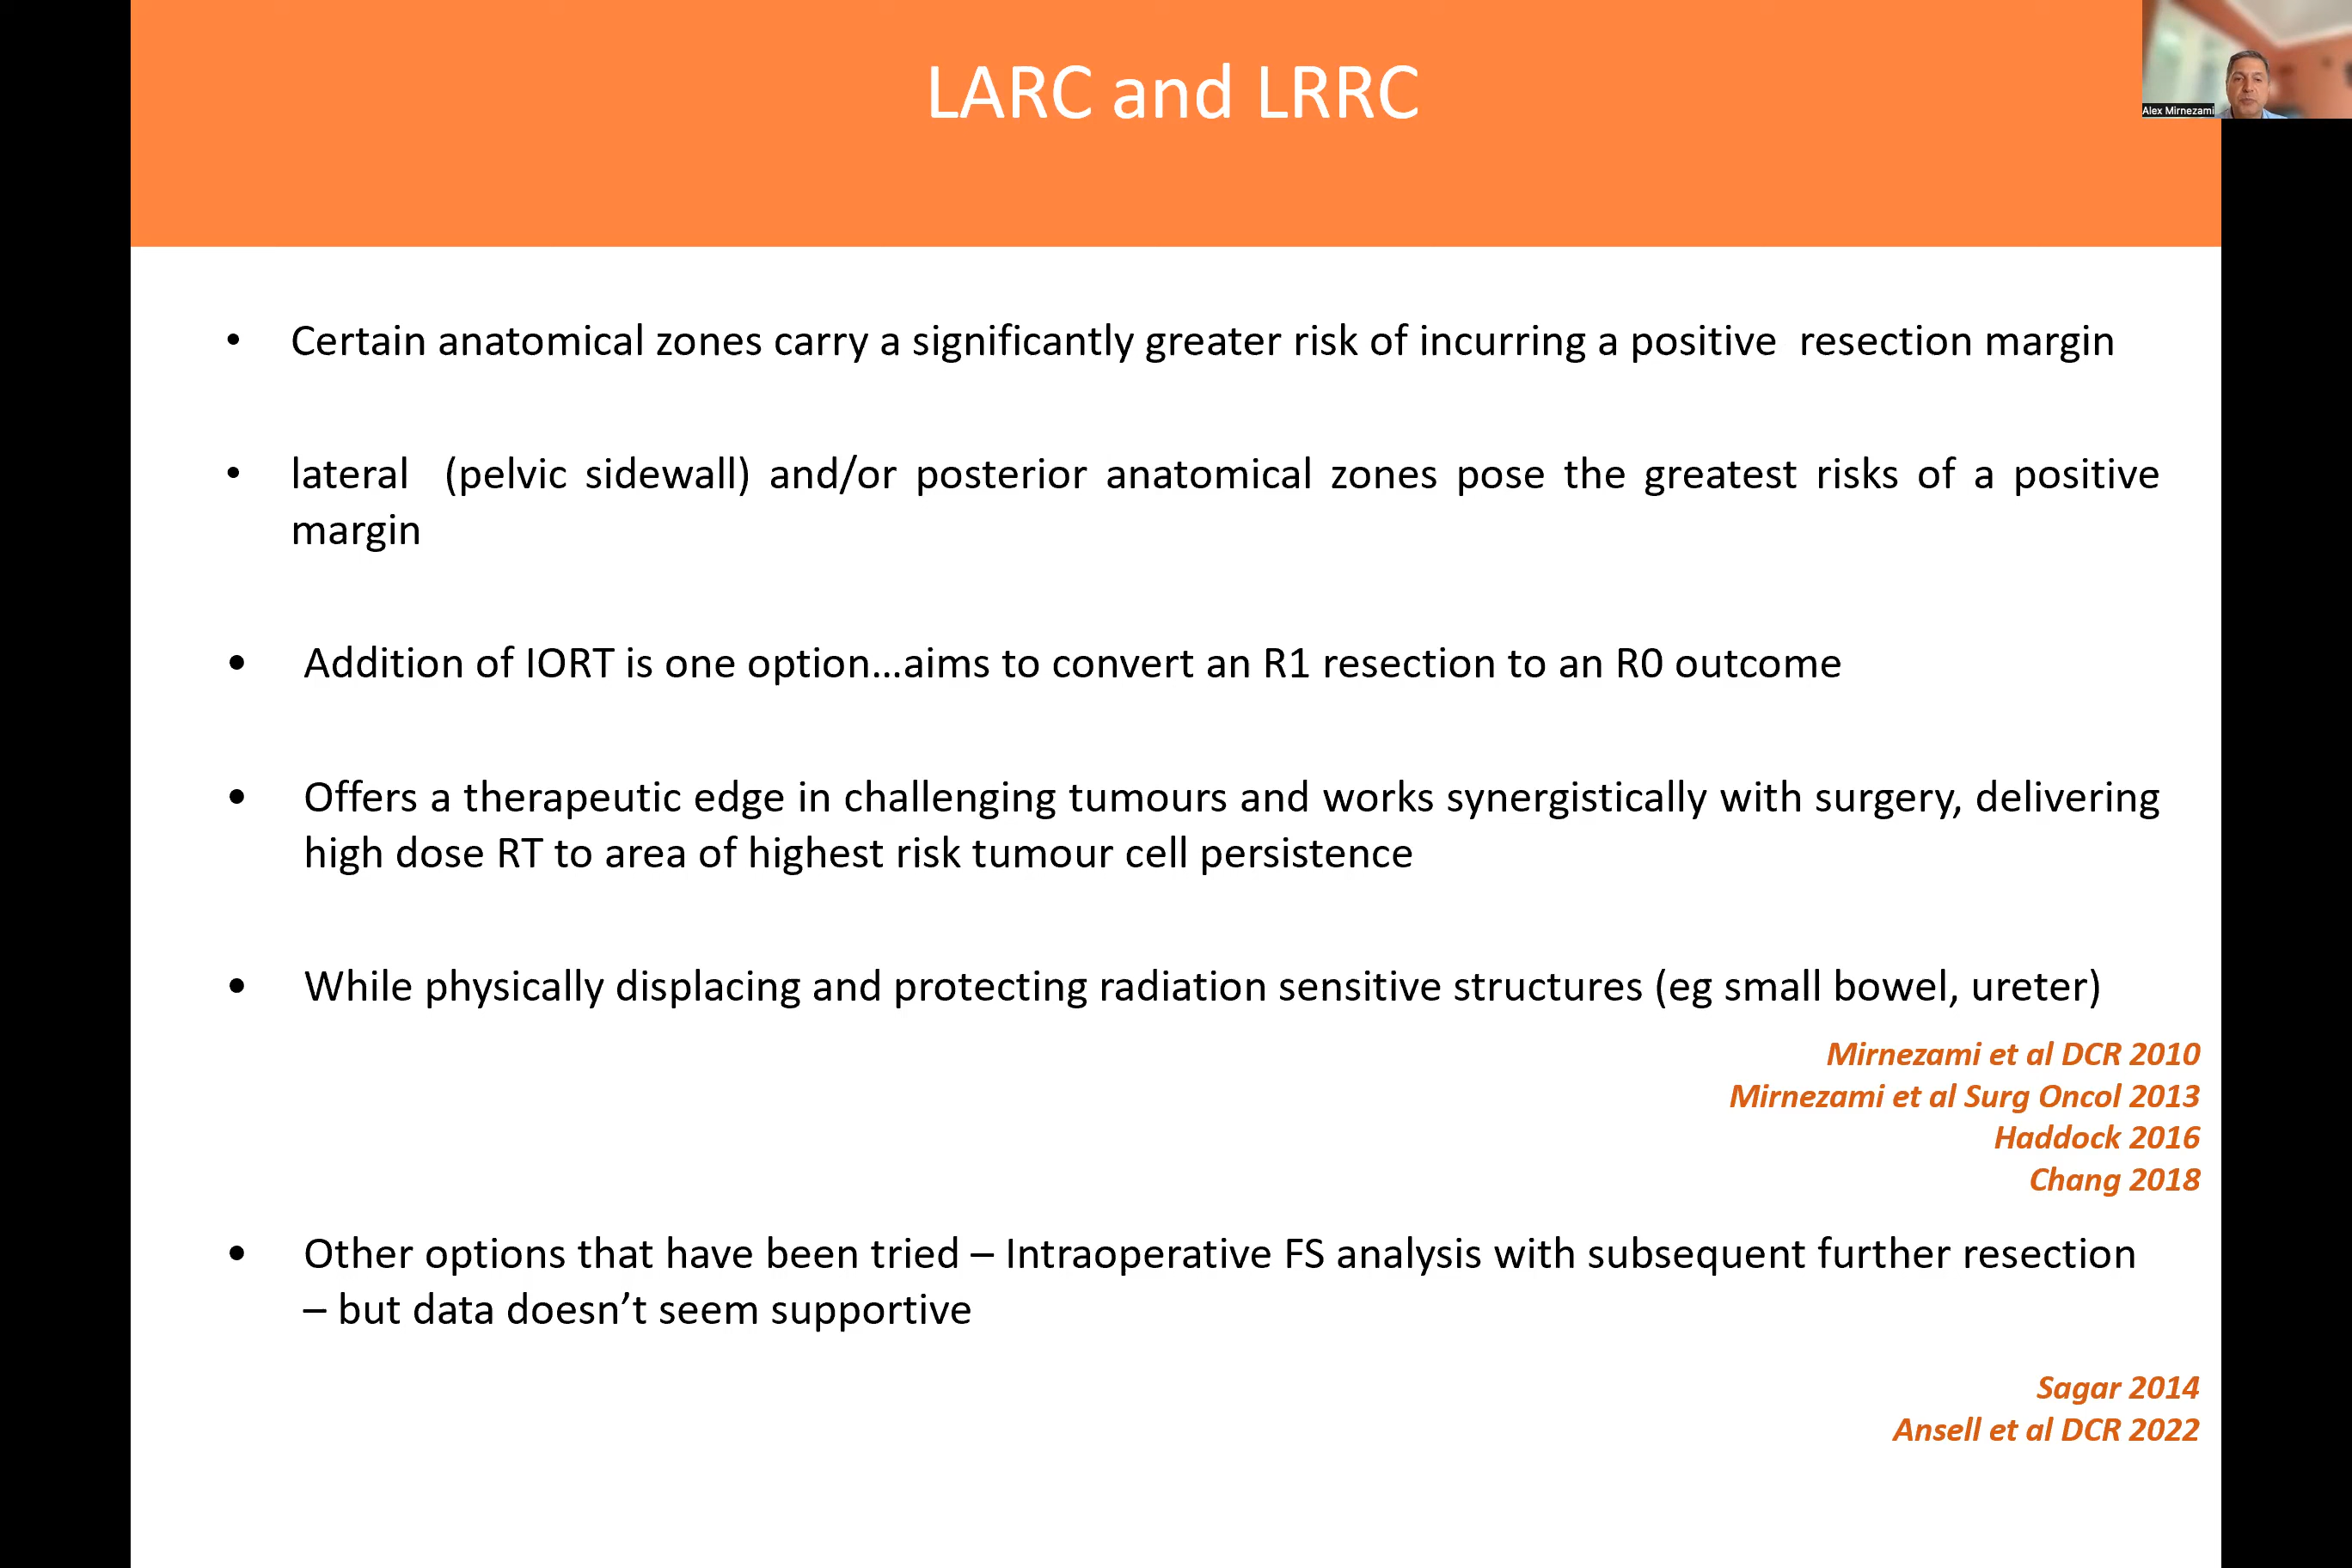 LARC and LRRC
Alex Mirnezami
• Certain anatomical zones carry a significantly greater risk of incurring a positive resection margin
• lateral (pelvic sidewall) and/or posterior anatomical zones pose the greatest risks of a positive
margin
• Addition of IORT is one option...aims to convert an R1 resection to an R0 outcome
• Offers a therapeutic edge in challenging tumours and works synergistically with surgery, delivering
high dose RT to area of highest risk tumour cell persistence
• While physically displacing and protecting radiation sensitive structures (eg small bowel, ureter)
Mirnezami et al DCR 2010
Mirnezami et al Surg Oncol 2013
Haddock 2016
Chang 2018
• Other options that have been tried – Intraoperative FS analysis with subsequent further resection
– but data doesn’t seem supportive
Sagar 2014
Ansell et al DCR 2022